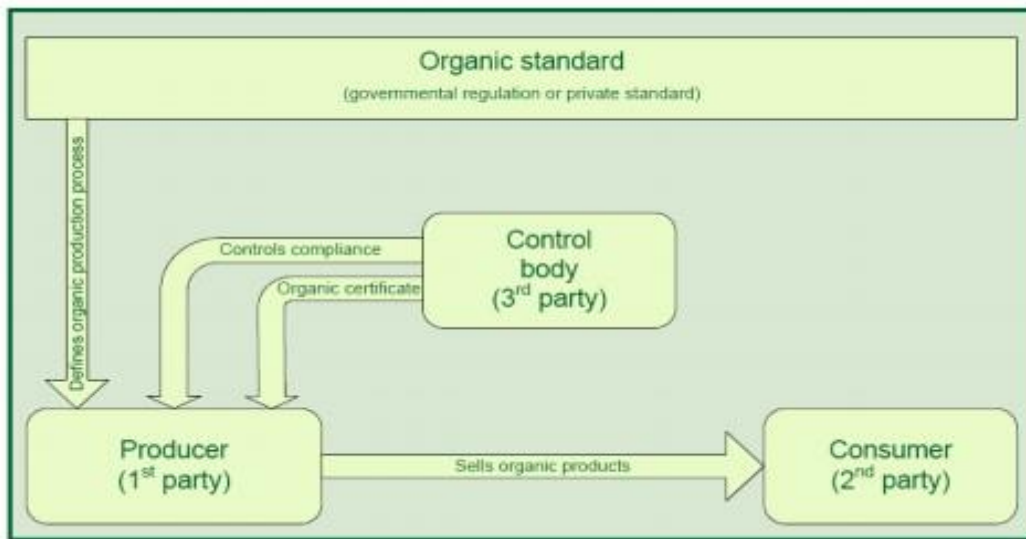 Organic standard
(governmental regulation or private standard)
Defines organic production process
Controls compliance
Organic certificate
Control
body
(3rd party)
Producer
(1st party)
Sells organic products
Consumer
(2nd party)